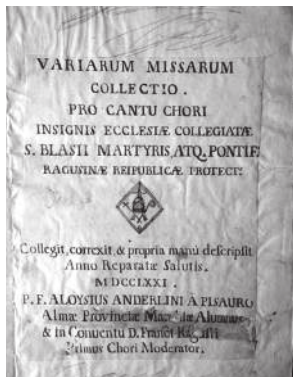 VARIARUM MISSARUM
COLLECTIO.
PRO CANTU CHORI
INSIGNIS ECCLESIÆ COLLEGIATÆ
S. BLASII MARTYRIS, ATQ. PONTIF:
RAGUSINÆ REIPUBLICÆ PROTECT:
Collegit, correxit, & propria manu descripsit
Anno Reparatæ Salutis.
MDCCLXXI.
P. F. ALOYSIUS ANDERLINI A PISAURO
Almæ Provinciæ Alumnus
& in Conventu D. Franci Ragusii
Primus Chori Moderator.